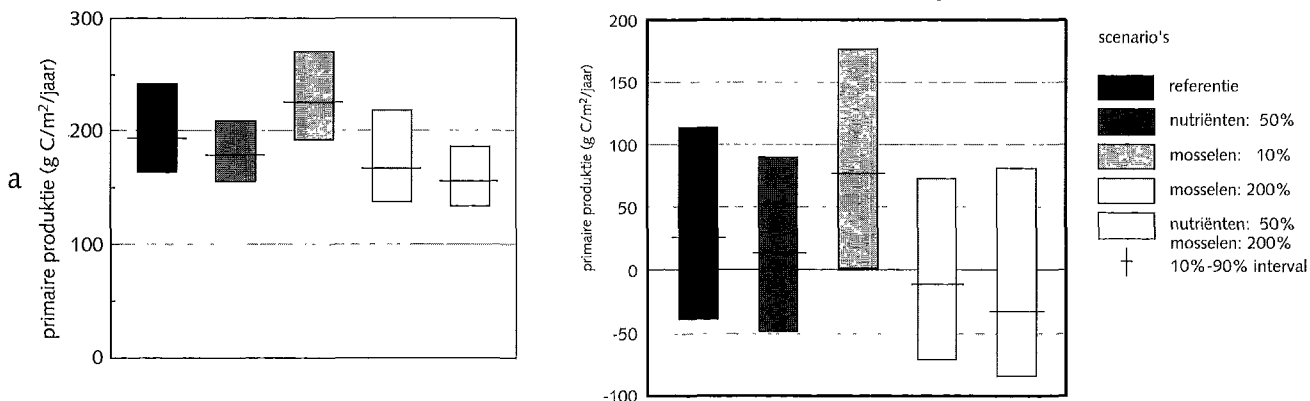 a
primaire produktie (g C/m²/jaar)
300
200
100
0
primaire produktie (g C/m²/jaar)
200
150
100
50
0
-50
-100
scenario's
referentie
nutriënten: 50%
mosselen: 10%
mosselen: 200%
nutriënten: 50%
mosselen: 200%
10%-90% interval